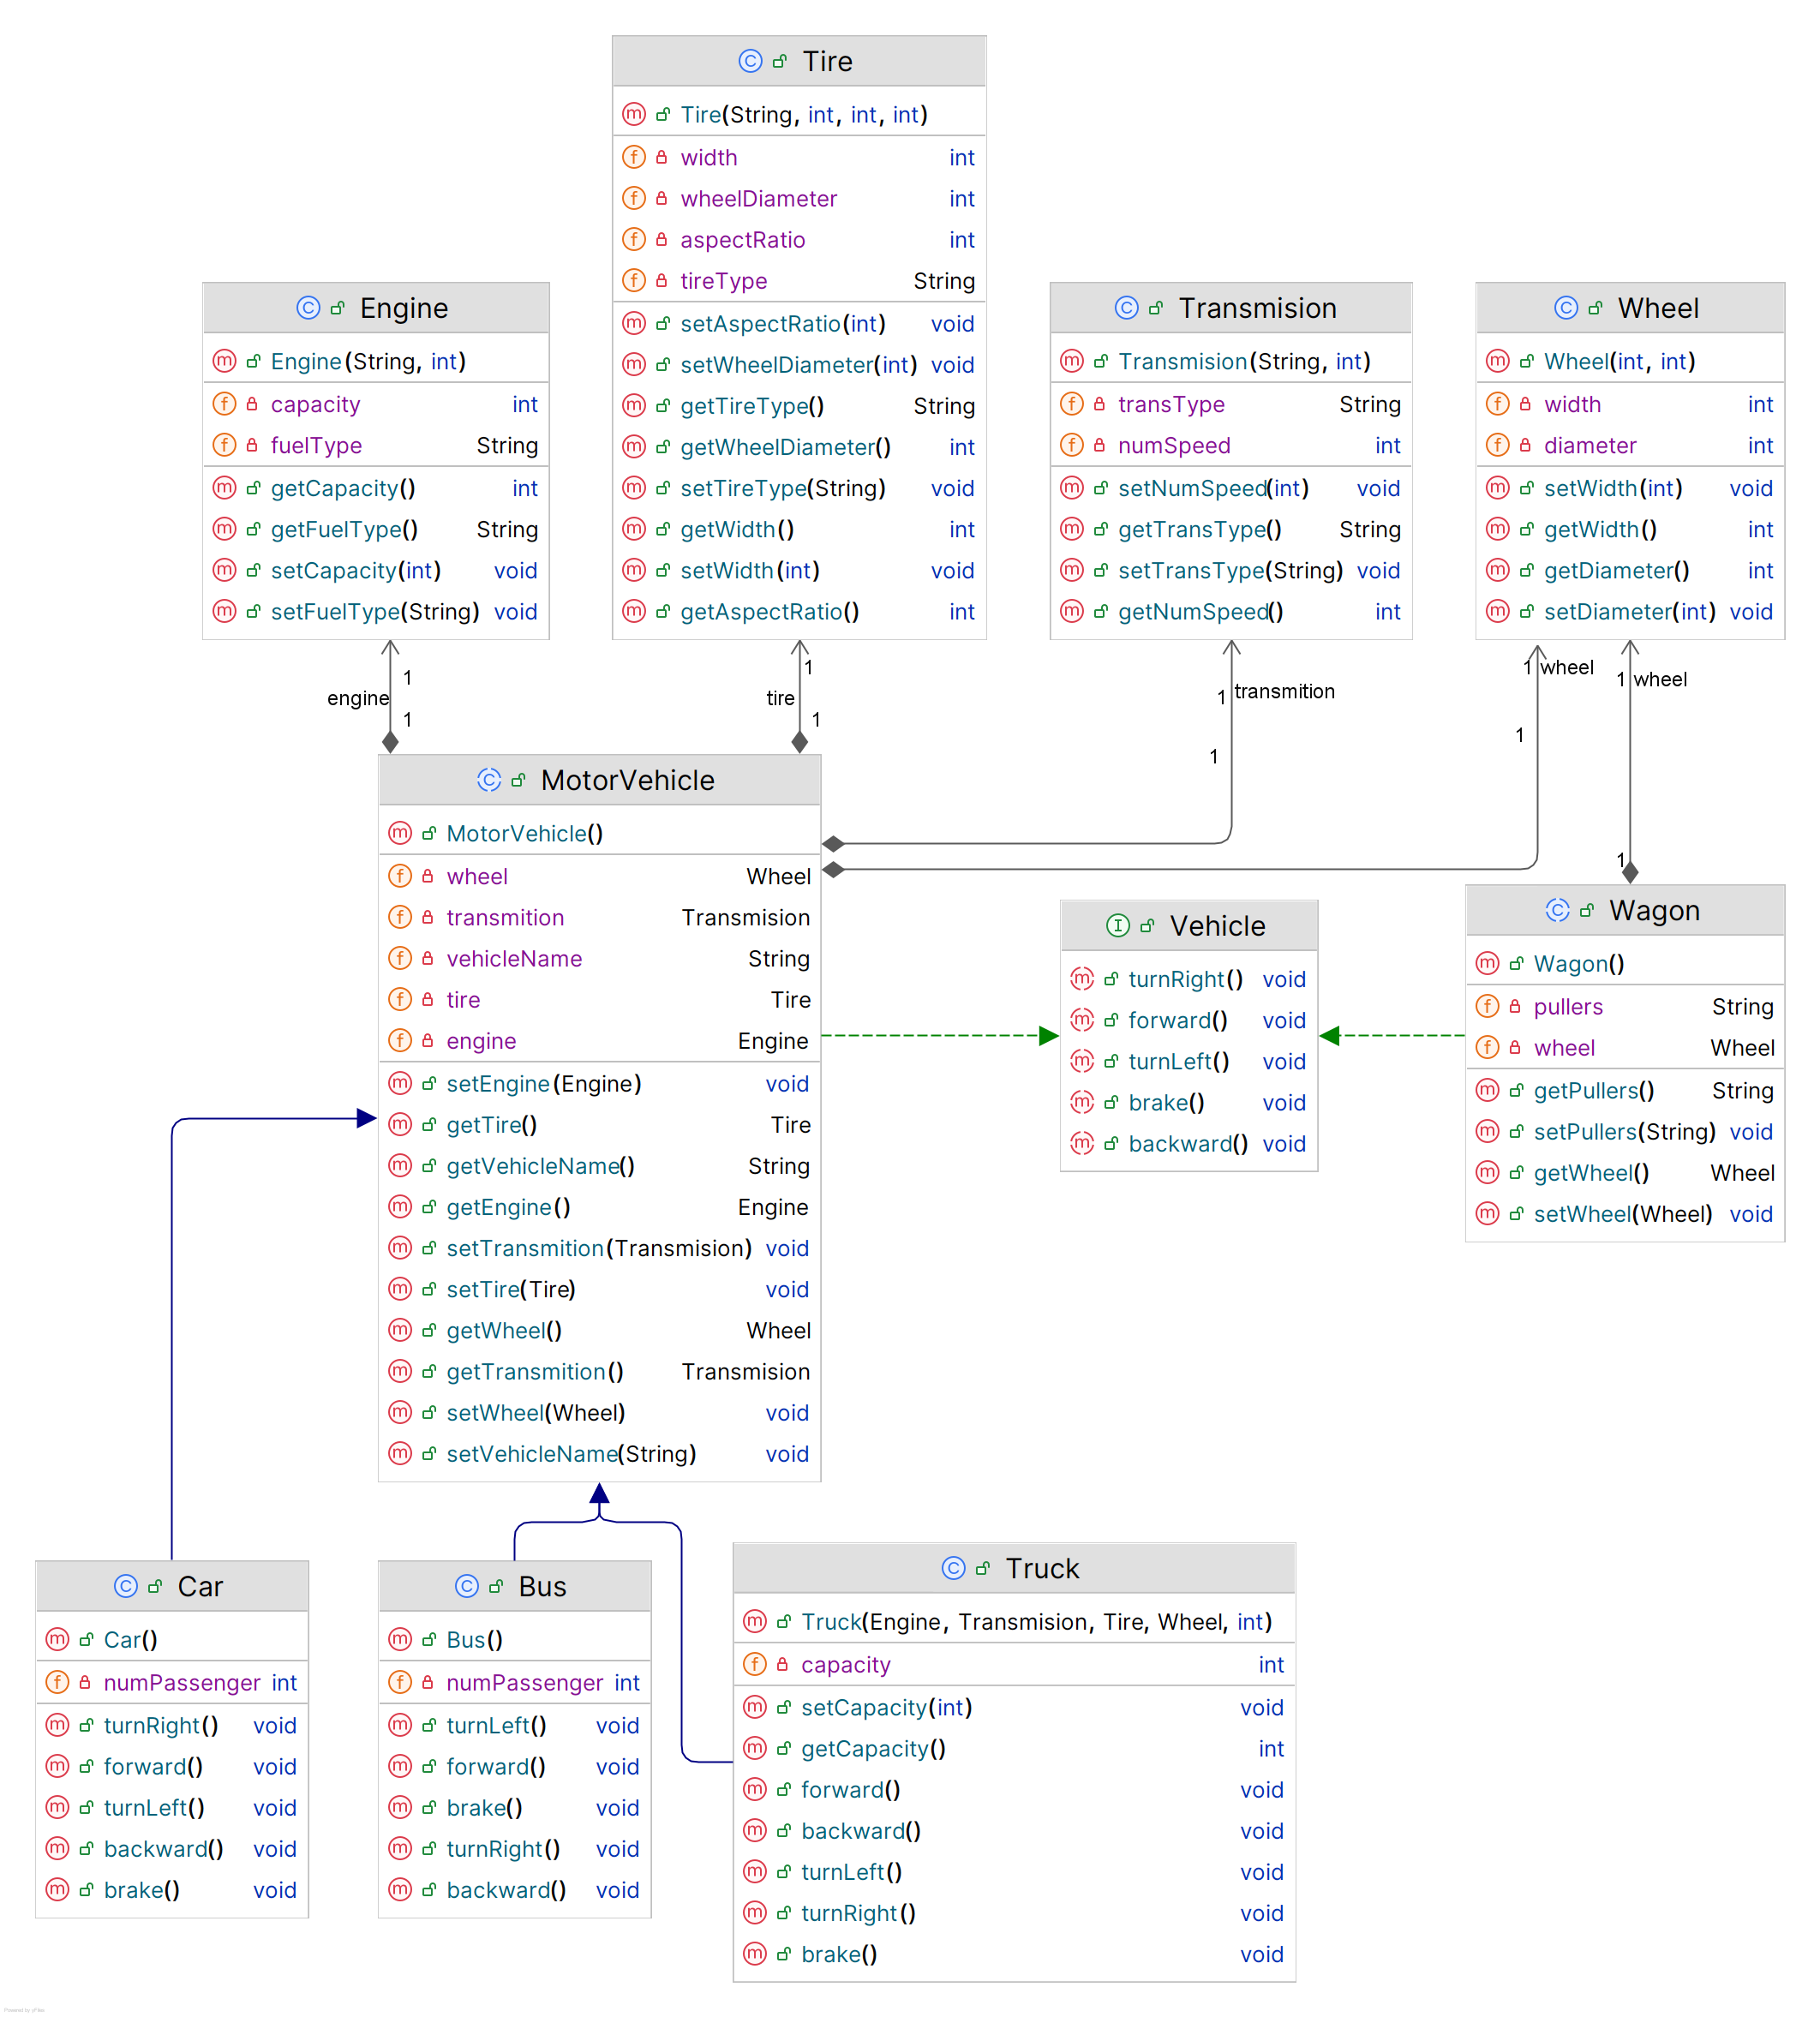 Tire
Tire(String, int, int, int)
width int
wheelDiameter int
aspectRatio int
tireType String
setAspectRatio(int) void
setWheelDiameter(int) void
getTireType() String
getWheelDiameter() int
setTireType(String) void
getWidth() int
setWidth(int) void
getAspectRatio() int
Engine
Engine(String, int)
capacity int
fuelType String
getCapacity() int
getFuelType() String
setCapacity(int) void
setFuelType(String) void
Transmision
Transmision(String, int)
transType String
numSpeed int
setNumSpeed(int) void
getTransType() String
setTransType(String) void
getNumSpeed() int
Wheel
Wheel(int, int)
width int
diameter int
setWidth(int) void
getWidth() int
getDiameter() int
setDiameter(int) void
1
engine
1
1
tire
1
1 transmition
1
1 wheel
1
1 wheel
1
MotorVehicle
MotorVehicle()
wheel Wheel
transmition Transmision
vehicleName String
tire Tire
engine Engine
setEngine(Engine) void
getTire() Tire
getVehicleName() String
getEngine() Engine
setTransmition(Transmision) void
setTire(Tire) void
getWheel() Wheel
getTransmition() Transmision
setWheel(Wheel) void
setVehicleName(String) void
Vehicle
turnRight() void
forward() void
turnLeft() void
brake() void
backward() void
Wagon
Wagon()
pullers String
wheel Wheel
getPullers() String
setPullers(String) void
getWheel() Wheel
setWheel(Wheel) void
Car
Car()
numPassenger int
turnRight() void
forward() void
turnLeft() void
backward() void
brake() void
Bus
Bus()
numPassenger int
turnLeft() void
forward() void
brake() void
turnRight() void
backward() void
Truck
Truck(Engine, Transmision, Tire, Wheel, int)
capacity int
setCapacity(int) void
getCapacity() int
forward() void
backward() void
turnLeft() void
turnRight() void
brake() void
Powered by yFiles